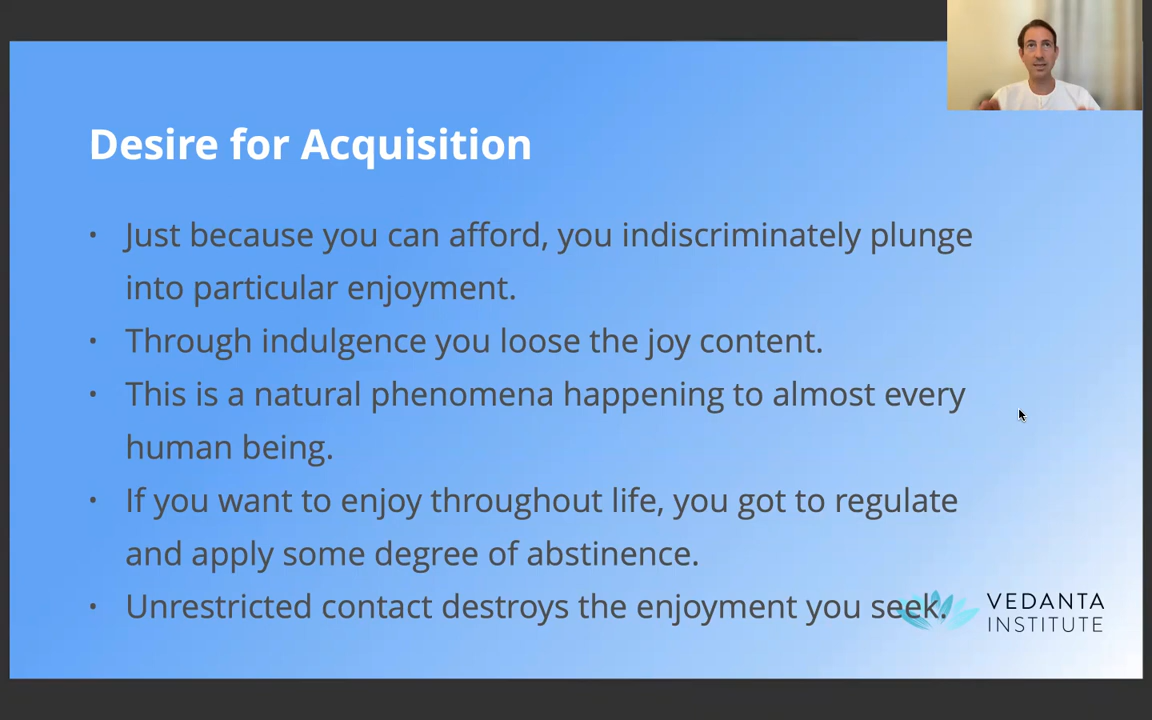 Desire for Acquisition
• Just because you can afford, you indiscriminately plunge
into particular enjoyment.
• Through indulgence you loose the joy content.
• This is a natural phenomena happening to almost every
human being.
• If you want to enjoy throughout life, you got to regulate
and apply some degree of abstinence.
• Unrestricted contact destroys the enjoyment you seek.
VEDANTA
INSTITUTE